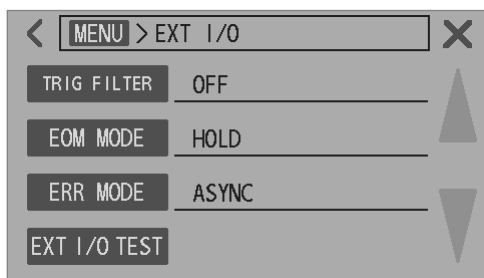 MENU > EXT I/O
TRIG FILTER OFF
EOM MODE HOLD
ERR MODE ASYNC
EXT I/O TEST